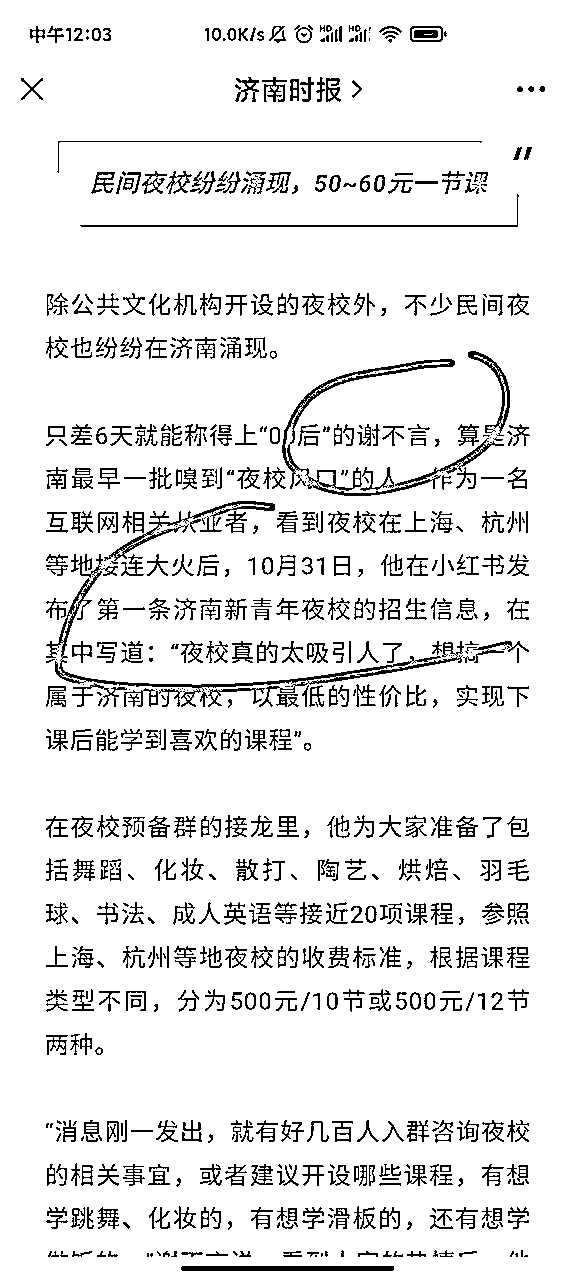 中午12:03
10.0K/s
济南时报
民间夜校纷纷涌现，50~60元一节课
除公共文化机构开设的夜校外，不少民间夜
校也纷纷在济南涌现。
只差6天就能称得上“00后”的谢不言，算是济
南最早一批嗅到“夜校风口”的人。作为一名
互联网相关从业者，看到夜校在上海、杭州
等地接连大火后，10月31日，他在小红书发
布了第一条济南新青年夜校的招生信息，在
其中写道：“夜校真的太吸引人了，想搞一个
属于济南的夜校，以最低的性价比，实现下
课后能学到喜欢的课程”。
在夜校预备群的接龙里，他为大家准备了包
括舞蹈、化妆、散打、陶艺、烘焙、羽毛
球、书法、成人英语等接近20项课程，参照
上海、杭州等地夜校的收费标准，根据课程
类型不同，分为500元/10节或500元/12节
两种。
“消息刚一发出，就有好几百人入群咨询夜校
的相关事宜，或者建议开设哪些课程，有想
学跳舞、化妆的，有想学滑板的，还有想学